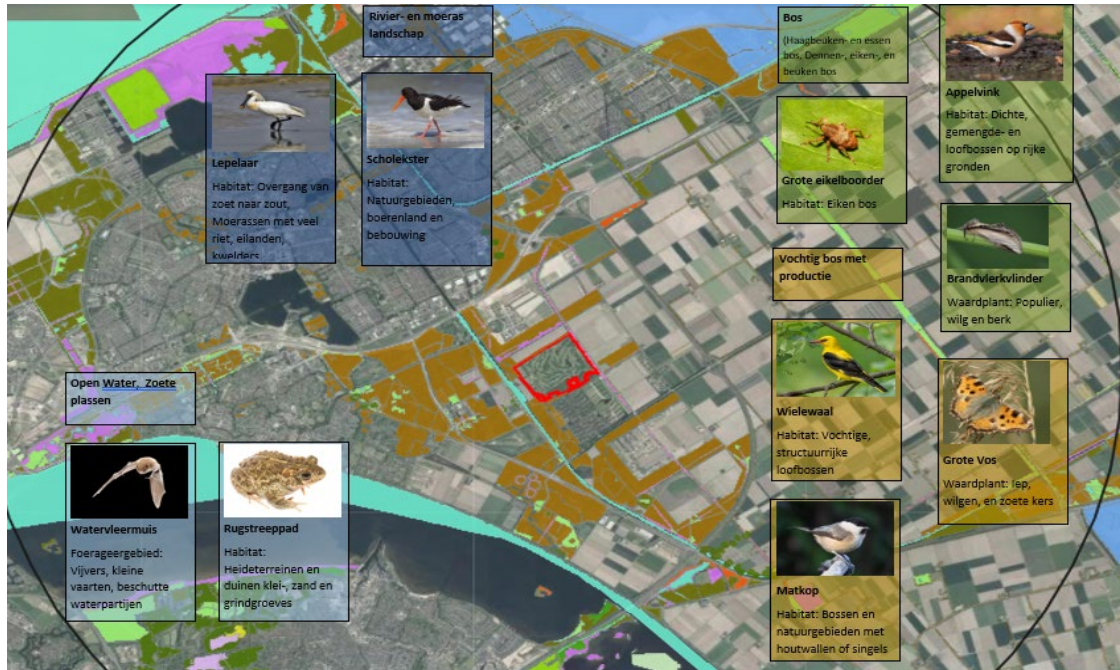 Rivier- en moeras
landschap
Lepelaar
Habitat: Overgang van
zoet naar zout,
Moerassen met veel
riet, eilanden,
kwelders
Scholekster
Habitat:
Natuurgebieden,
boerenland en
bebouwing
Open Water, Zoete
plassen
Watervleermuis
Foerageergebied:
Vijvers, kleine
vaarten, beschutte
waterpartijen
Rugstreeppad
Habitat:
Heideterreinen en
duinen klei-, zand en
grindgroeves
Bos
(Haagbeuken- en essen
bos, Dennen-, eiken-, en
beuken bos
Grote eikelboorder
Habitat: Eiken bos
Appelvink
Habitat: Dichte,
gemengde- en
loofbossen op rijke
gronden
Brandvlerkvlinder
Waardplant: Populier,
wilg en berk
Vochtig bos met
productie
Wielewaal
Habitat: Vochtige,
structuurrijke
loofbossen
Grote Vos
Waardplant: Iep,
wilgen, en zoete kers
Matkop
Habitat: Bossen en
natuurgebieden met
houtwallen of singels